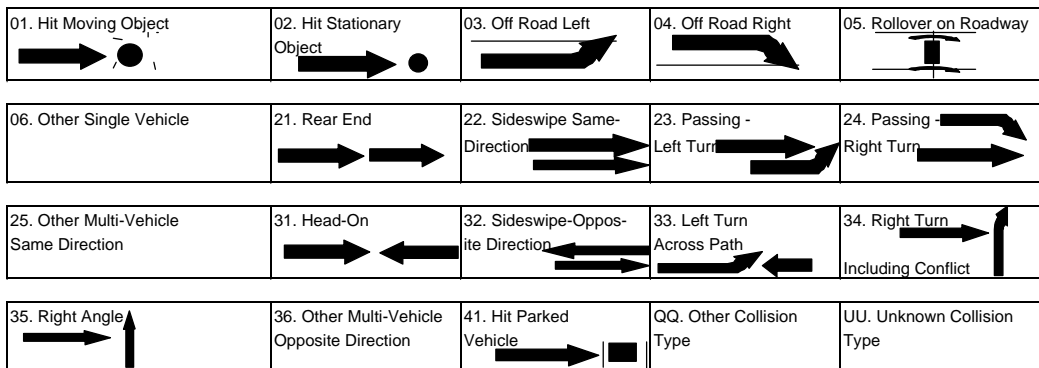 01. Hit Moving Object
02. Hit Stationary
Object
03. Off Road Left
04. Off Road Right
05. Rollover on Roadway
06. Other Single Vehicle
21. Rear End
22. Sideswipe Same-
Direction
23. Passing -
Left Turn
24. Passing -
Right Turn
25. Other Multi-Vehicle
Same Direction
31. Head-On
32. Sideswipe-Oppos-
ite Direction
33. Left Turn
Across Path
34. Right Turn
Including Conflict
35. Right Angle
36. Other Multi-Vehicle
Opposite Direction
41. Hit Parked
Vehicle
QQ. Other Collision
Type
UU. Unknown Collision
Type